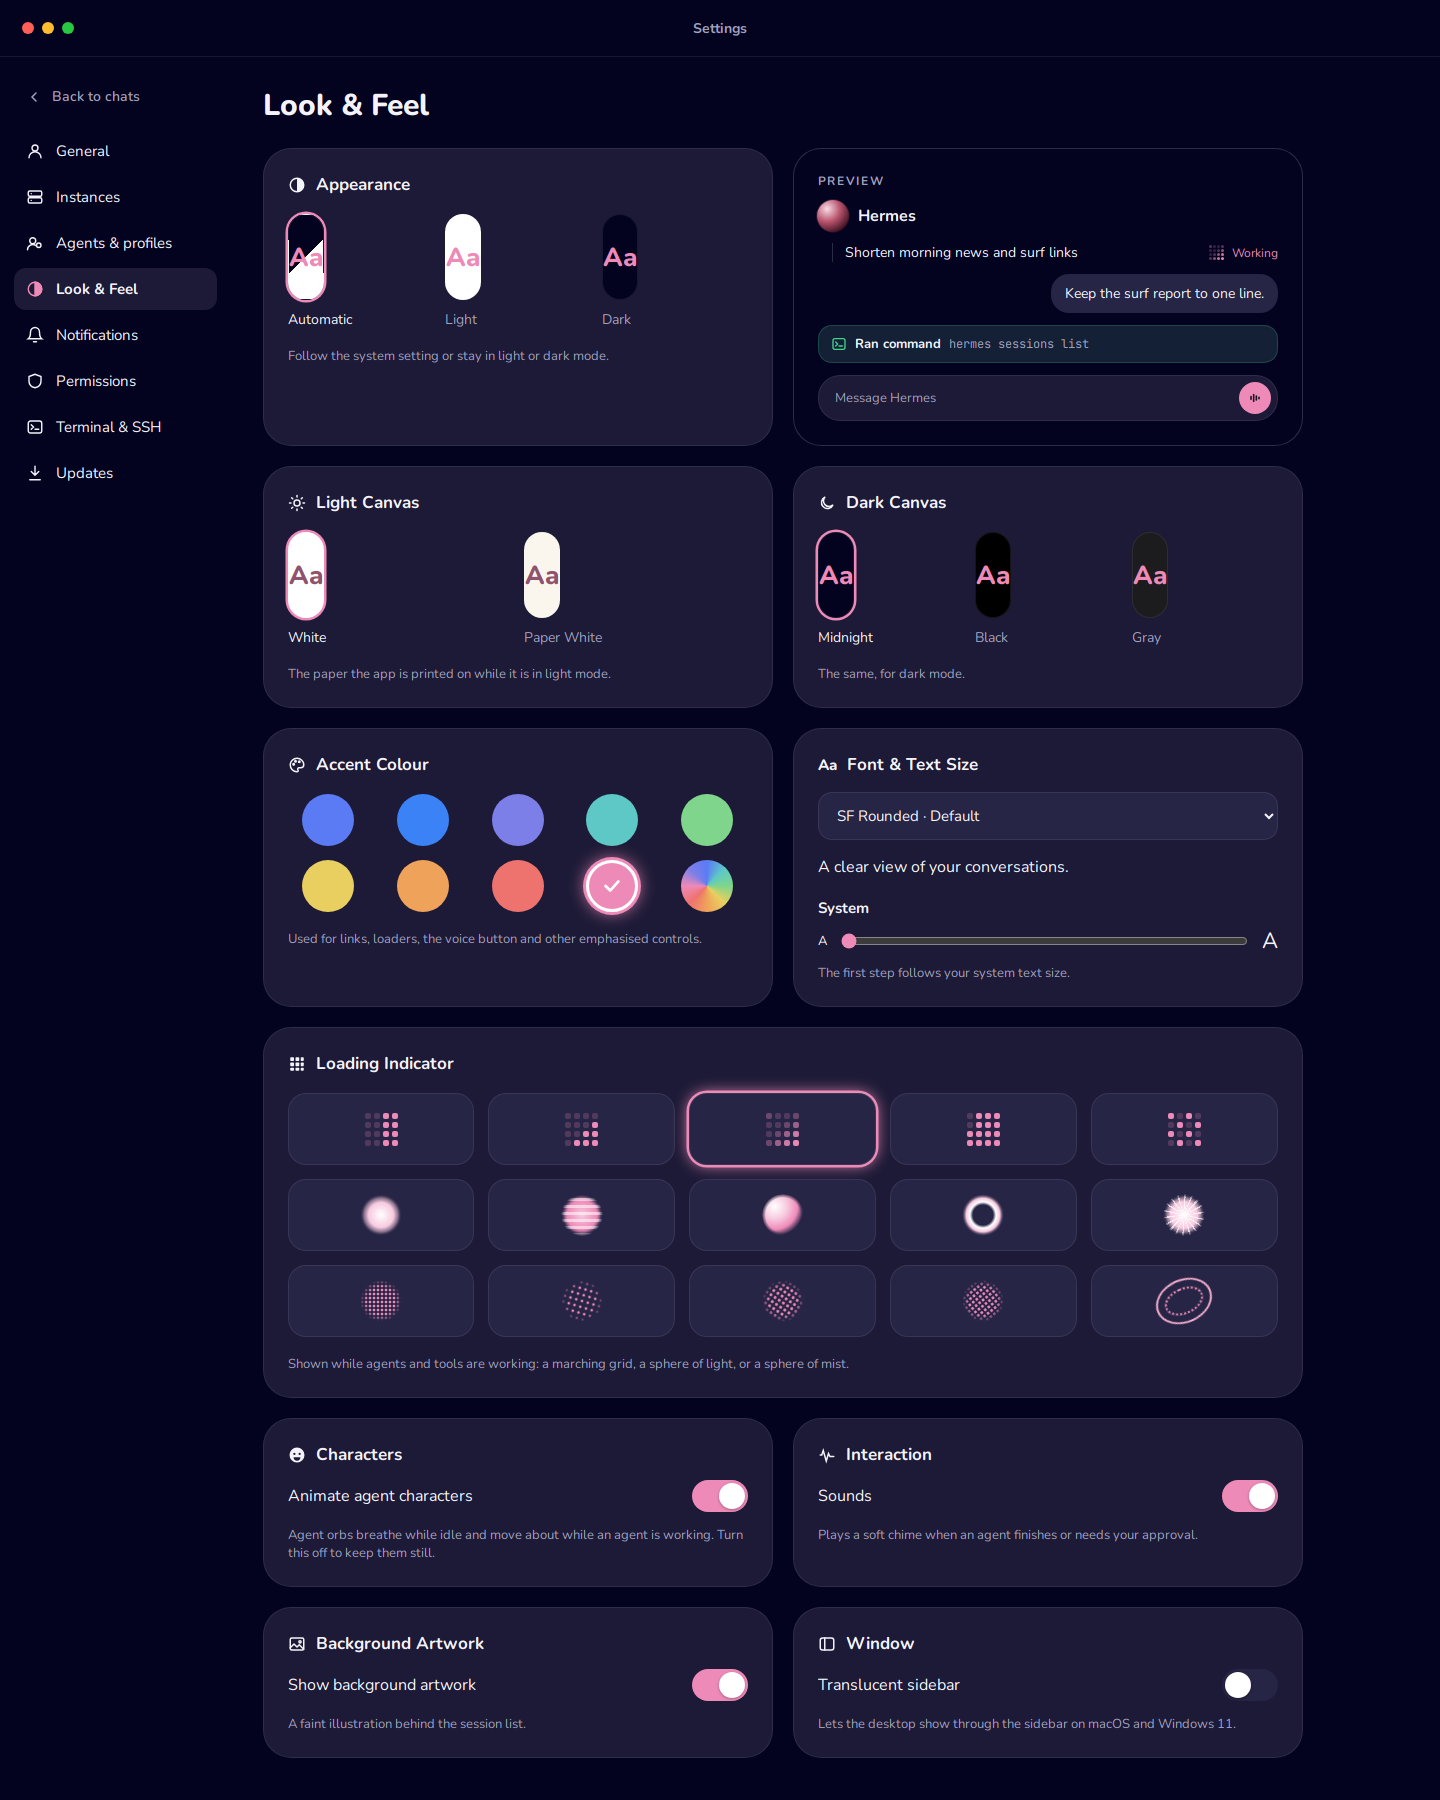 Settings
Back to chats
General
Instances
Agents & profiles
Look & Feel
Notifications
Permissions
Terminal & SSH
Updates
Look & Feel
Appearance
Aa
Aa
Aa
Automatic
Light
Dark
Follow the system setting or stay in light or dark mode.
PREVIEW
Hermes
Shorten morning news and surf links
Working
Keep the surf report to one line.
Ran command hermes sessions list
Message Hermes
Light Canvas
Aa
Aa
White
Paper White
The paper the app is printed on while it is in light mode.
Dark Canvas
Aa
Aa
Aa
Midnight
Black
Gray
The same, for dark mode.
Accent Colour
Used for links, loaders, the voice button and other emphasised controls.
Aa Font & Text Size
SF Rounded · Default
A clear view of your conversations.
System
A
A
The first step follows your system text size.
Loading Indicator
Shown while agents and tools are working: a marching grid, a sphere of light, or a sphere of mist.
Characters
Animate agent characters
Agent orbs breathe while idle and move about while an agent is working. Turn
this off to keep them still.
Interaction
Sounds
Plays a soft chime when an agent finishes or needs your approval.
Background Artwork
Show background artwork
A faint illustration behind the session list.
Window
Translucent sidebar
Lets the desktop show through the sidebar on macOS and Windows 11.